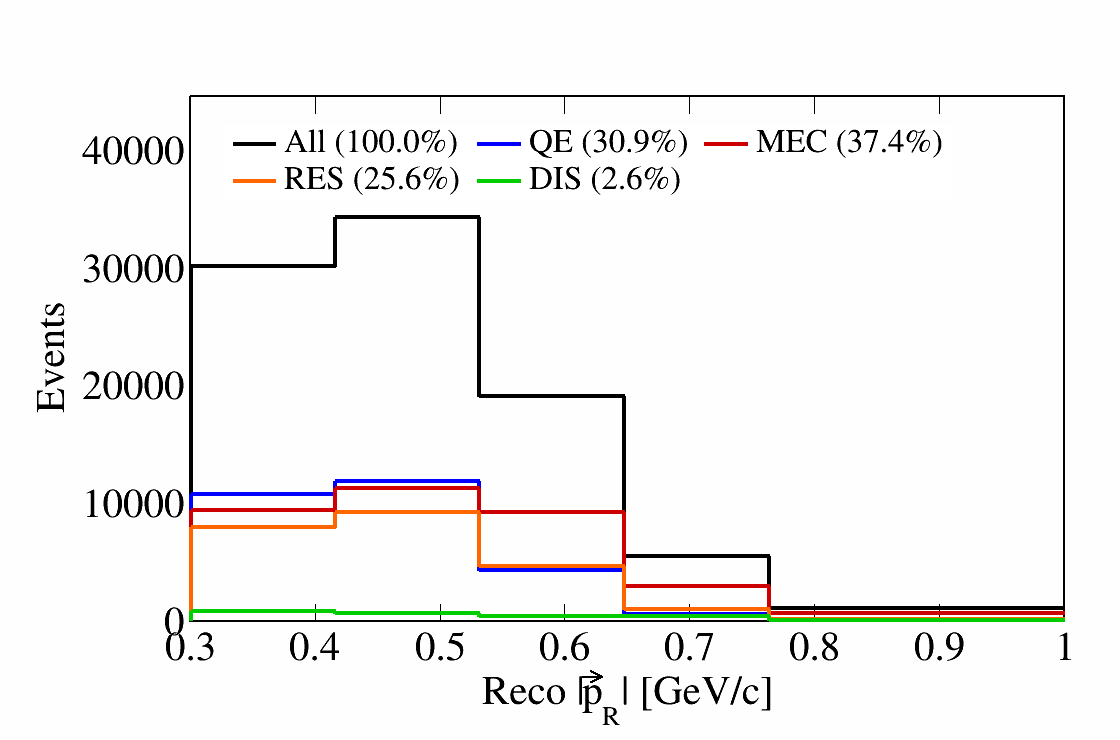 All (100.0%) QE (30.9%) MEC (37.4%)
RES (25.6%) DIS (2.6%)
40000
30000
20000
10000
0
Events
0.3 0.4 0.5 0.6 0.7 0.8 0.9 1
Reco |p⃗_R| [GeV/c]